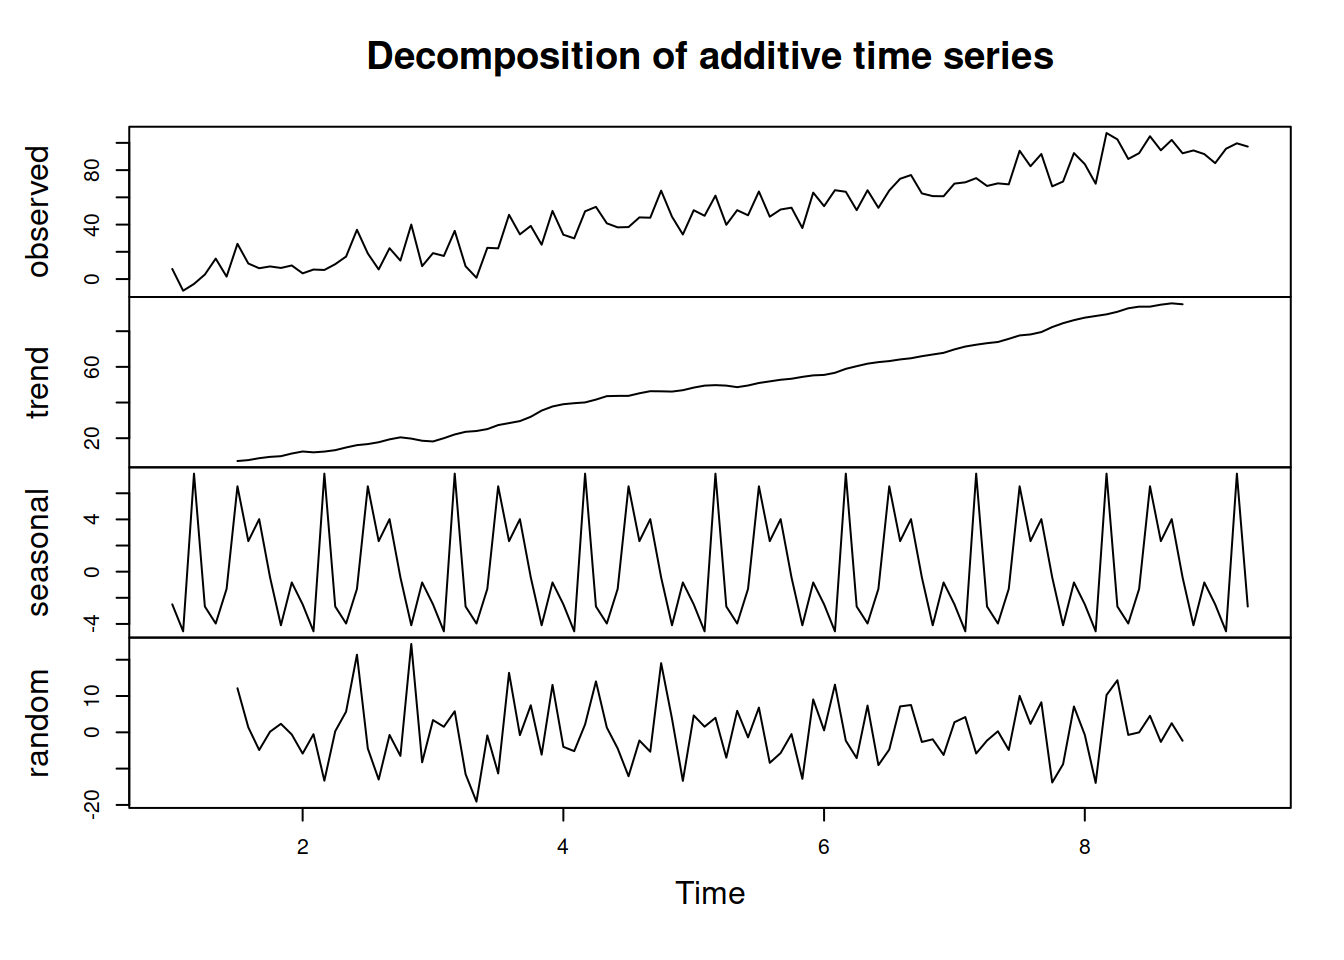 Decomposition of additive time series
observed
0 40 80
trend
20 60
seasonal
-4 0 4
random
-20 0 10
2 4 6 8
Time